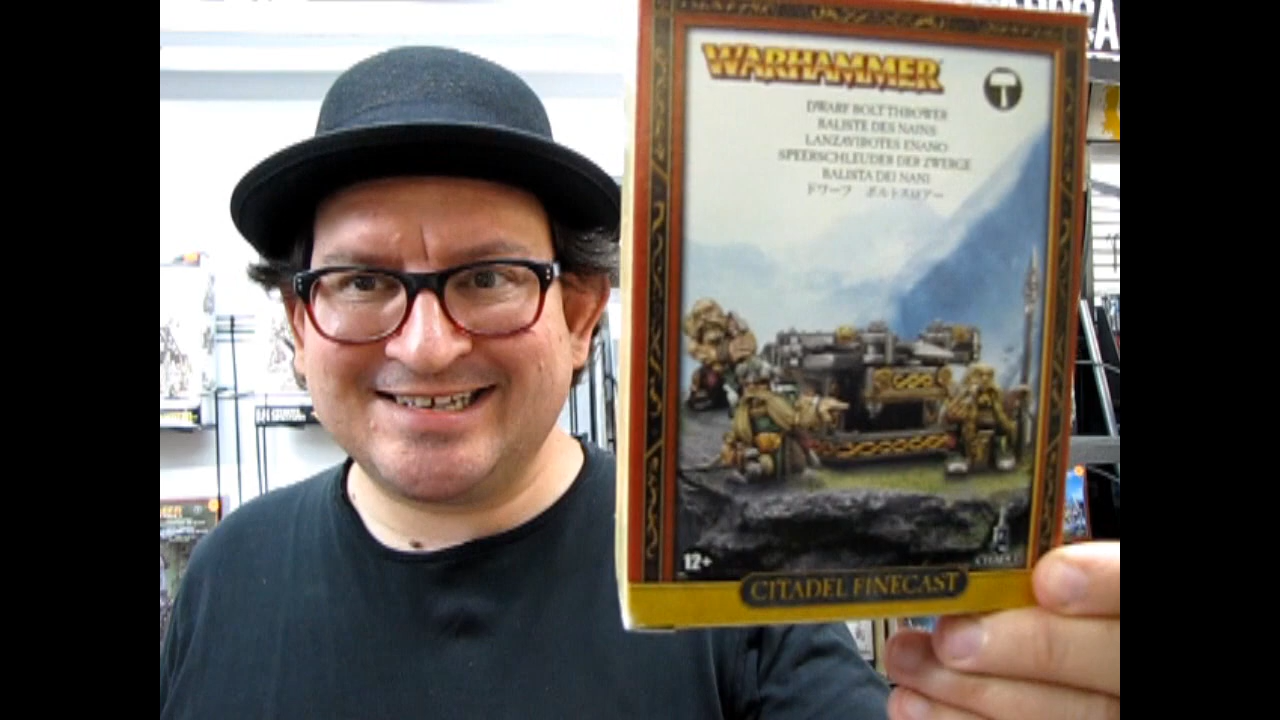 WARHAMMER
DWARF BOLT THROWER
BALISTE DES NAINS
LANZAVIROTES ENANO
SPEERSCHLEUDER DER ZWERGE
BALISTA DEI NANI
ドワーフ ボルトスロアー
12+
CITADEL
CITADEL FINECAST